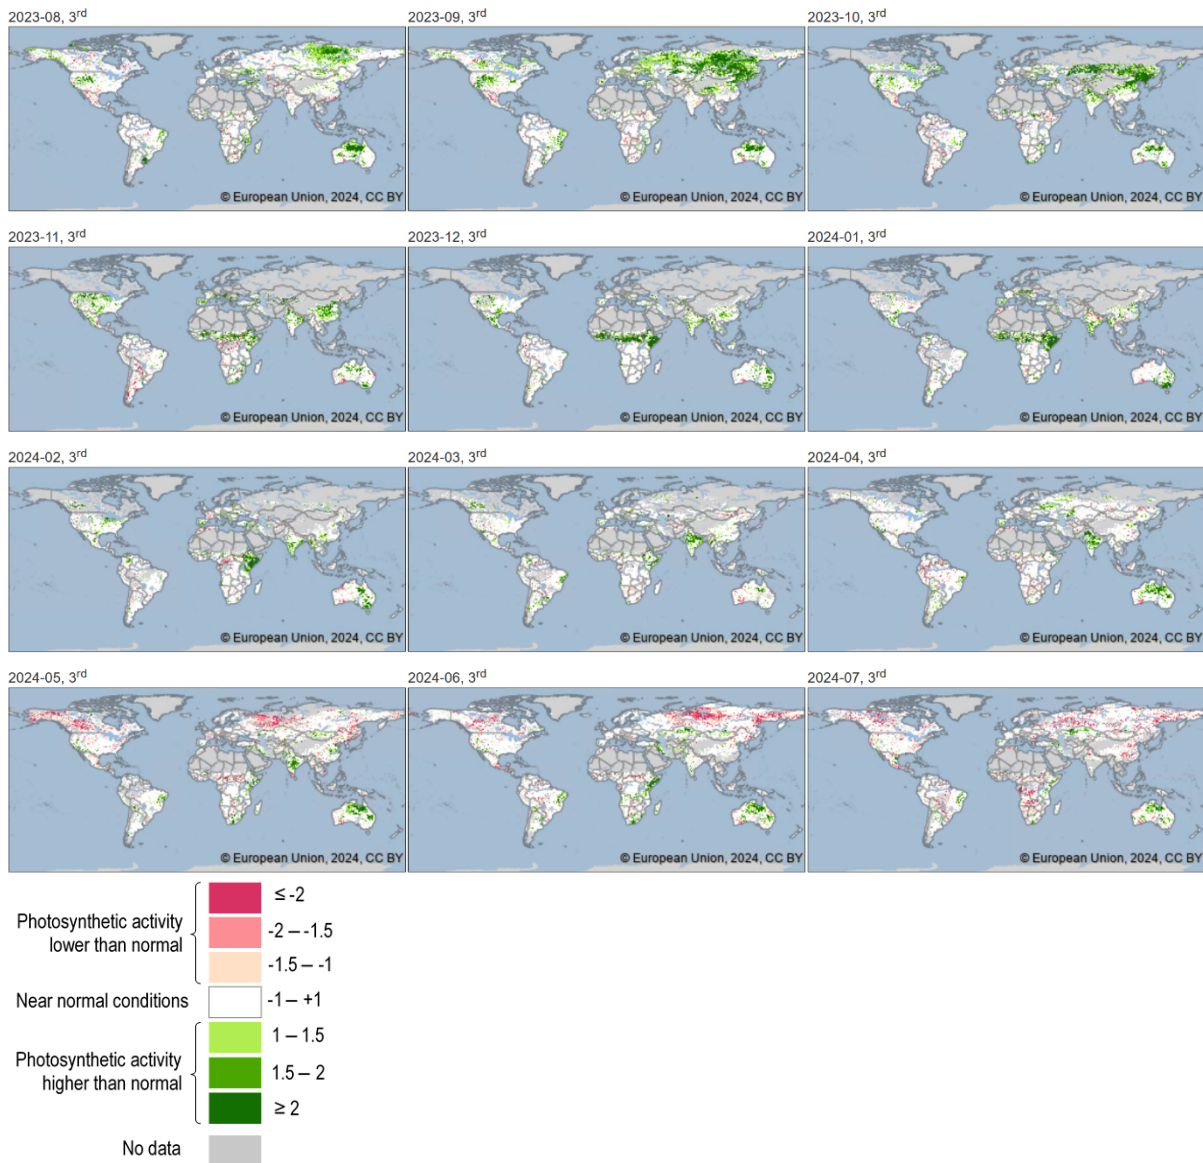 2023-08, 3rd
2023-09, 3rd
2023-10, 3rd
© European Union, 2024, CC BY
© European Union, 2024, CC BY
© European Union, 2024, CC BY
2023-11, 3rd
2023-12, 3rd
2024-01, 3rd
© European Union, 2024, CC BY
© European Union, 2024, CC BY
© European Union, 2024, CC BY
2024-02, 3rd
2024-03, 3rd
2024-04, 3rd
© European Union, 2024, CC BY
© European Union, 2024, CC BY
© European Union, 2024, CC BY
2024-05, 3rd
2024-06, 3rd
2024-07, 3rd
© European Union, 2024, CC BY
© European Union, 2024, CC BY
© European Union, 2024, CC BY
≤ -2
Photosynthetic activity
lower than normal
-2 – -1.5
-1.5 – -1
Near normal conditions
-1 – +1
1 – 1.5
Photosynthetic activity
higher than normal
1.5 – 2
≥ 2
No data